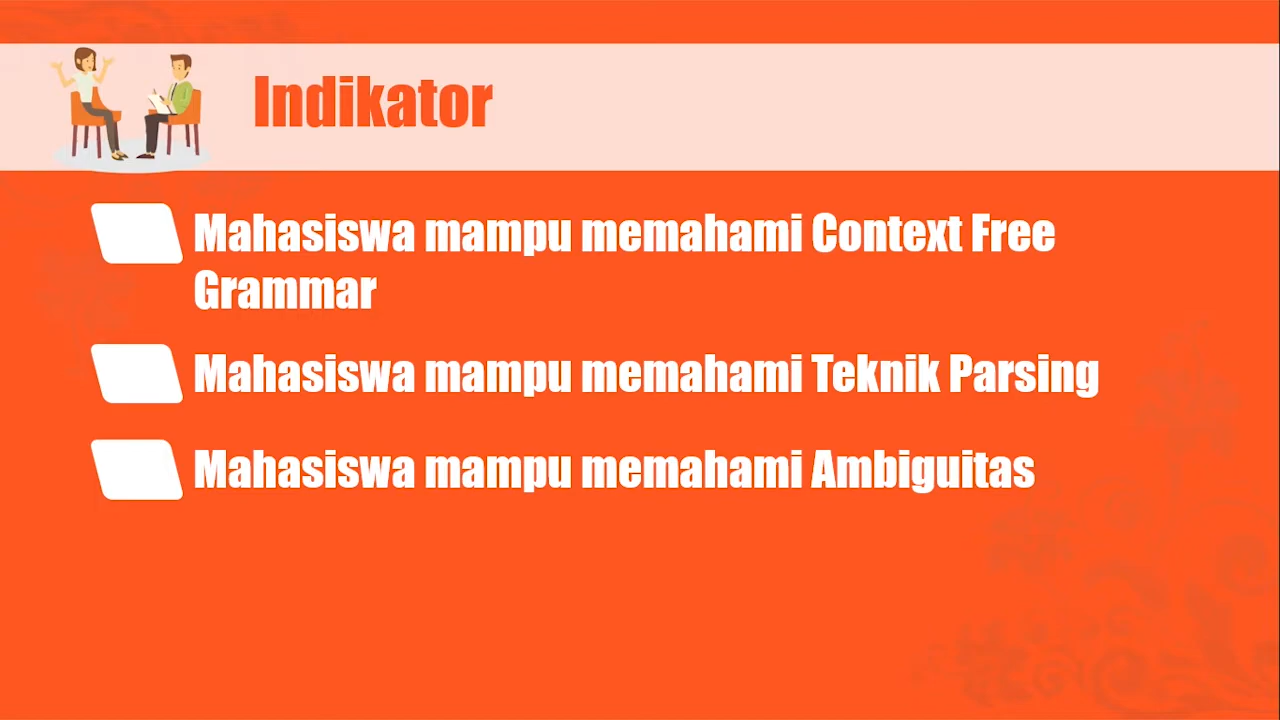 Indikator
Mahasiswa mampu memahami Context Free
Grammar
Mahasiswa mampu memahami Teknik Parsing
Mahasiswa mampu memahami Ambiguitas